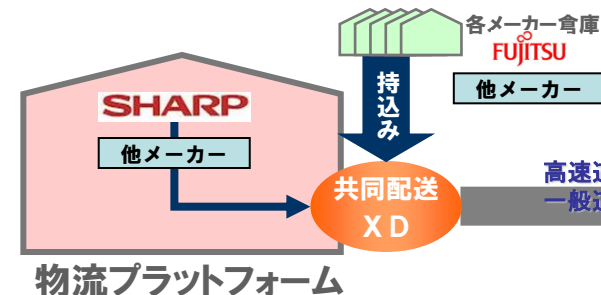 各メーカー倉庫
FUJITSU
他メーカー
持込み
SHARP
他メーカー
共同配送
XD
高速
一般
物流プラットフォーム